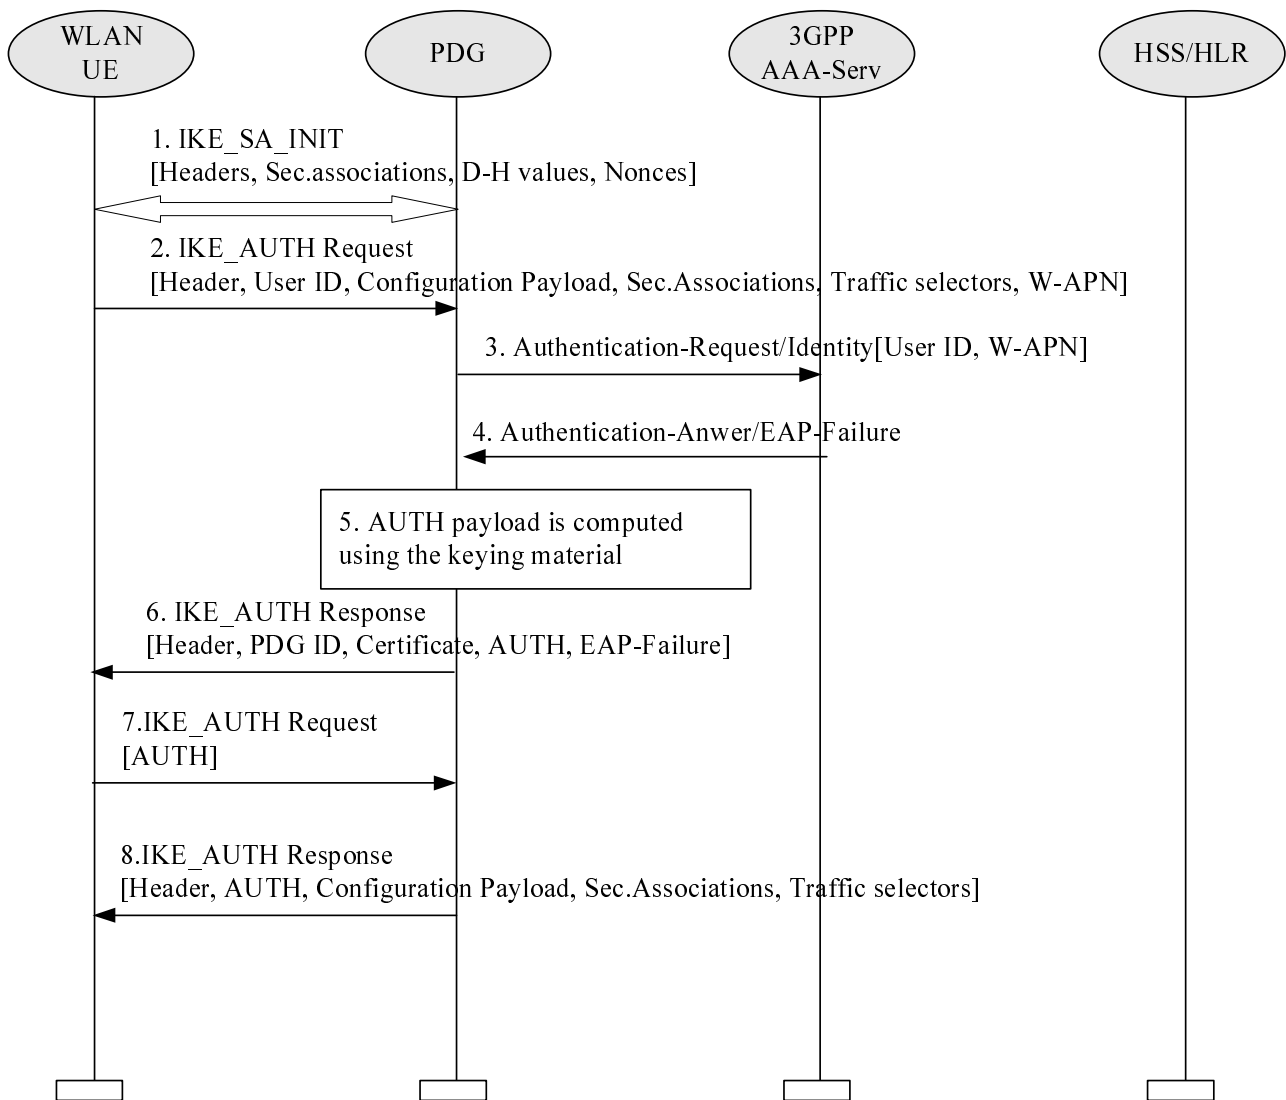 WLAN
UE
PDG
3GPP
AAA-Serv
HSS/HLR
1. IKE_SA_INIT
[Headers, Sec.associations, D-H values, Nonces]
2. IKE_AUTH Request
[Header, User ID, Configuration Payload, Sec.Associations, Traffic selectors, W-APN]
3. Authentication-Request/Identity[User ID, W-APN]
4. Authentication-Anwer/EAP-Failure
5. AUTH payload is computed
using the keying material
6. IKE_AUTH Response
[Header, PDG ID, Certificate, AUTH, EAP-Failure]
7.IKE_AUTH Request
[AUTH]
8.IKE_AUTH Response
[Header, AUTH, Configuration Payload, Sec.Associations, Traffic selectors]